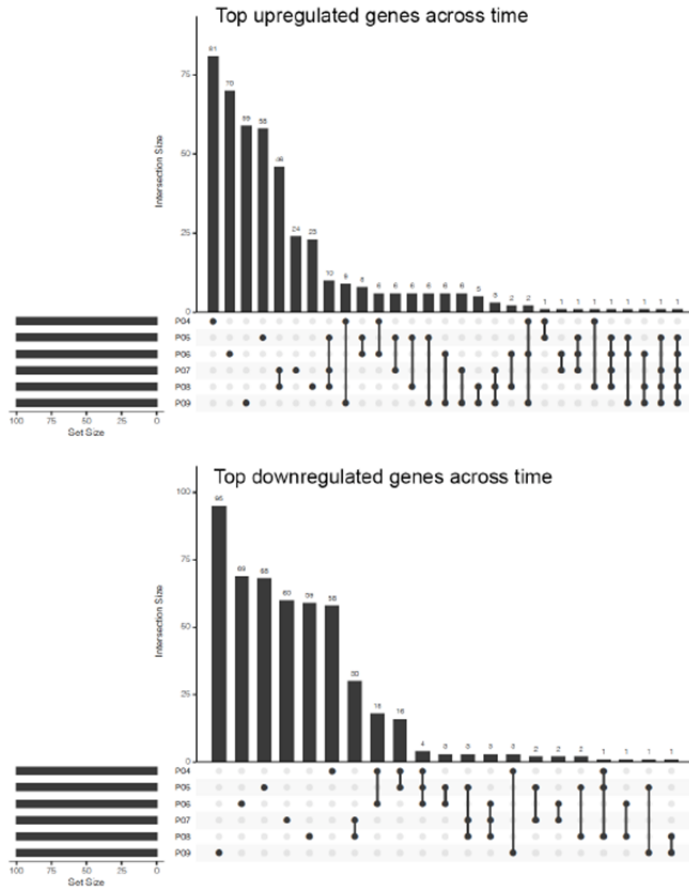 Top upregulated genes across time
81 70 59 58 46 24 23 10 9 8 6 6 6 6 6 6 5 3 2 2 1 1 1 1 1 1 1 1 1
75
50
25
0
Intersection Size
P04
P05
P06
P07
P08
P09
100 75 50 25 0
Set Size
Top downregulated genes across time
95 69 68 60 59 58 30 18 16 4 3 3 3 3 2 2 2 1 1 1 1
100
75
50
25
0
Intersection Size
P04
P05
P06
P07
P08
P09
100 75 50 25 0
Set Size